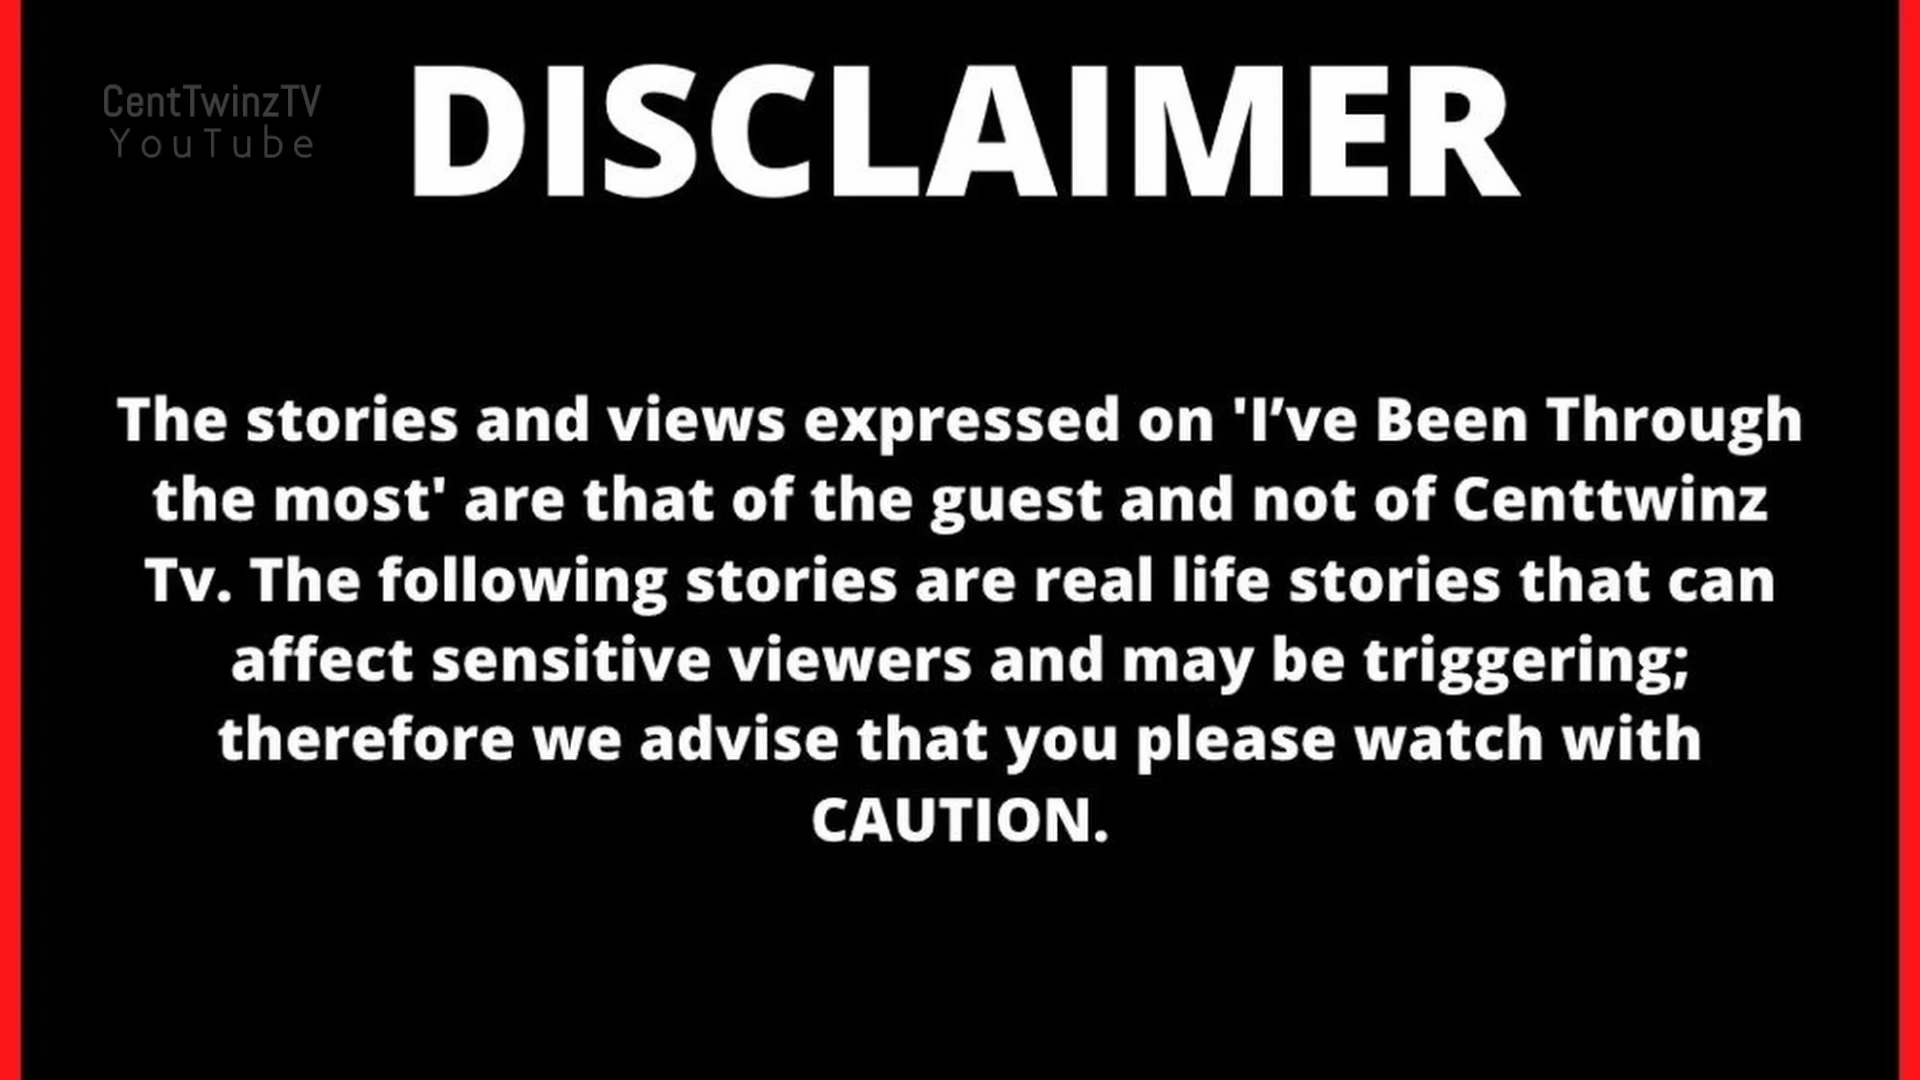 CentTwinzTV
YouTube
DISCLAIMER
The stories and views expressed on 'I’ve Been Through
the most' are that of the guest and not of Centtwinz
Tv. The following stories are real life stories that can
affect sensitive viewers and may be triggering;
therefore we advise that you please watch with
CAUTION.